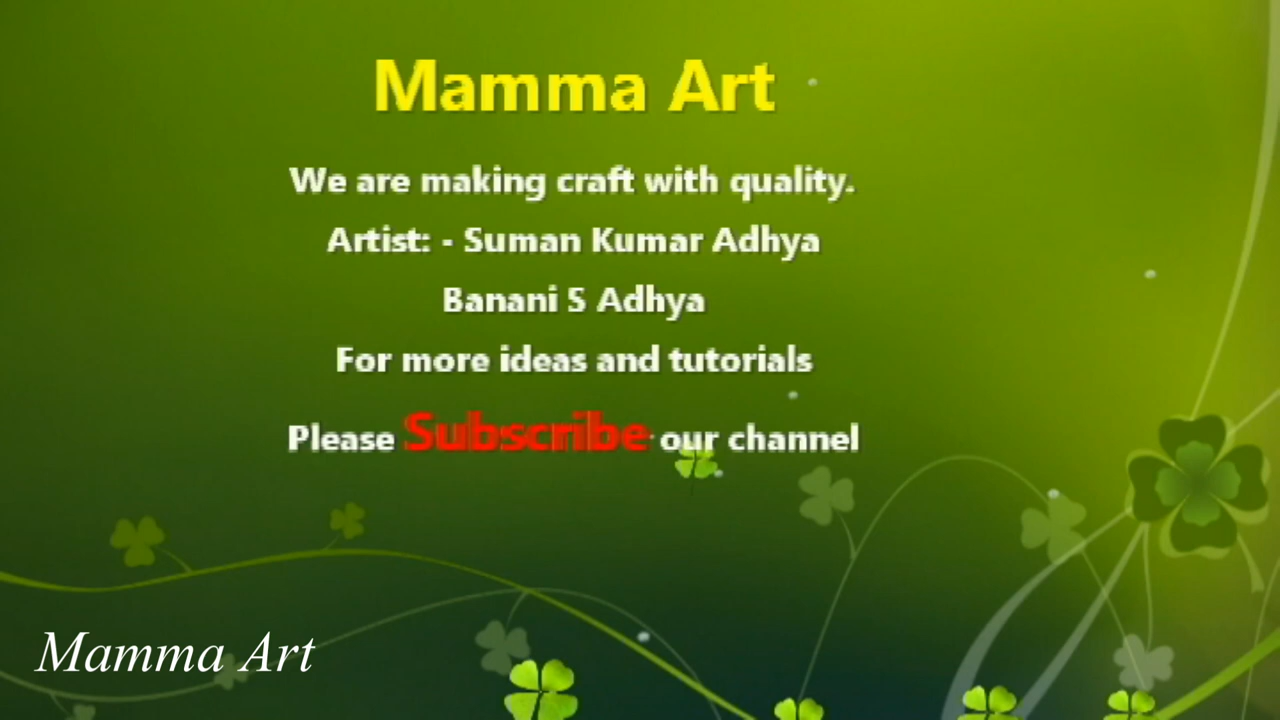 Mamma Art
We are making craft with quality.
Artist: - Suman Kumar Adhya
Banani S Adhya
For more ideas and tutorials
Please Subscribe our channel
Mamma Art